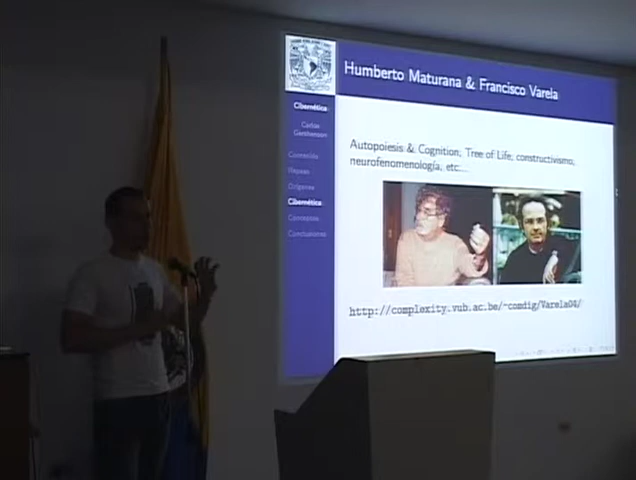 Humberto Maturana & Francisco Varela
Cibernética
Carlos
Gershenson
Contenido
Repaso
Orígenes
Cibernética
Conceptos
Conclusiones
Autopoiesis & Cognition, Tree of Life, constructivismo,
neurofenomenología, etc...
http://complexity.vub.ac.be/~comdig/Varela04/